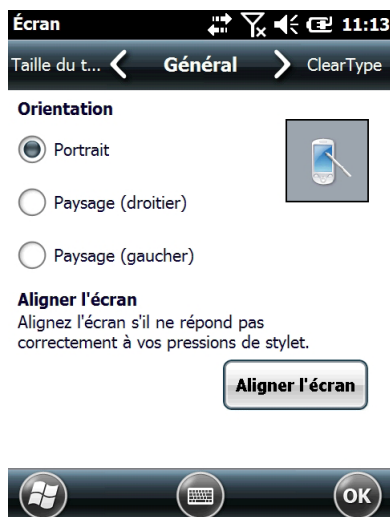 Écran 11:13
Taille du t... Général ClearType
Orientation
Portrait
Paysage (droitier)
Paysage (gaucher)
Aligner l'écran
Alignez l'écran s'il ne répond pas
correctement à vos pressions de stylet.
Aligner l'écran
OK